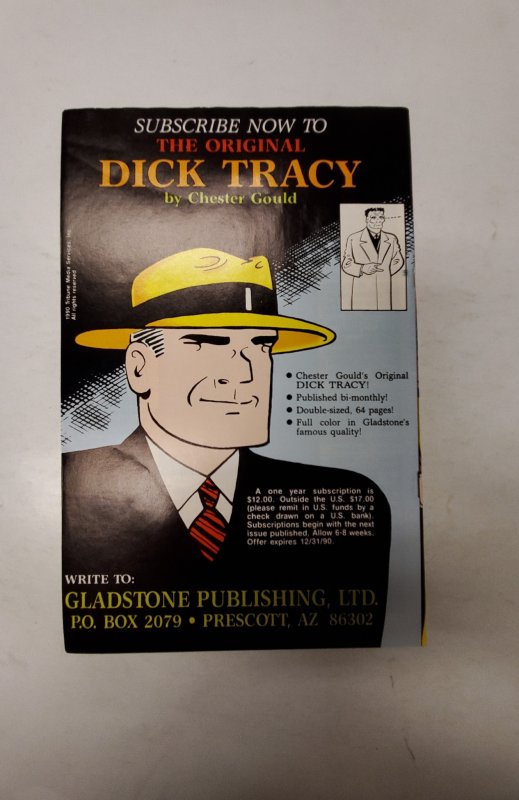 SUBSCRIBE NOW TO
THE ORIGINAL
DICK TRACY
by Chester Gould
1990 Tribune Media Services, Inc.
All rights reserved
● Chester Gould's Original
DICK TRACY!
● Published bi-monthly!
● Double-sized, 64 pages!
● Full color in Gladstone's
famous quality!
A one year subscription is
$12.00. Outside the U.S. $17.00
(please remit in U.S. funds by a
check drawn on a U.S. bank).
Subscriptions begin with the next
issue published. Allow 6-8 weeks.
Offer expires 12/31/90.
WRITE TO:
GLADSTONE PUBLISHING, LTD.
P.O. BOX 2079 • PRESCOTT, AZ 86302